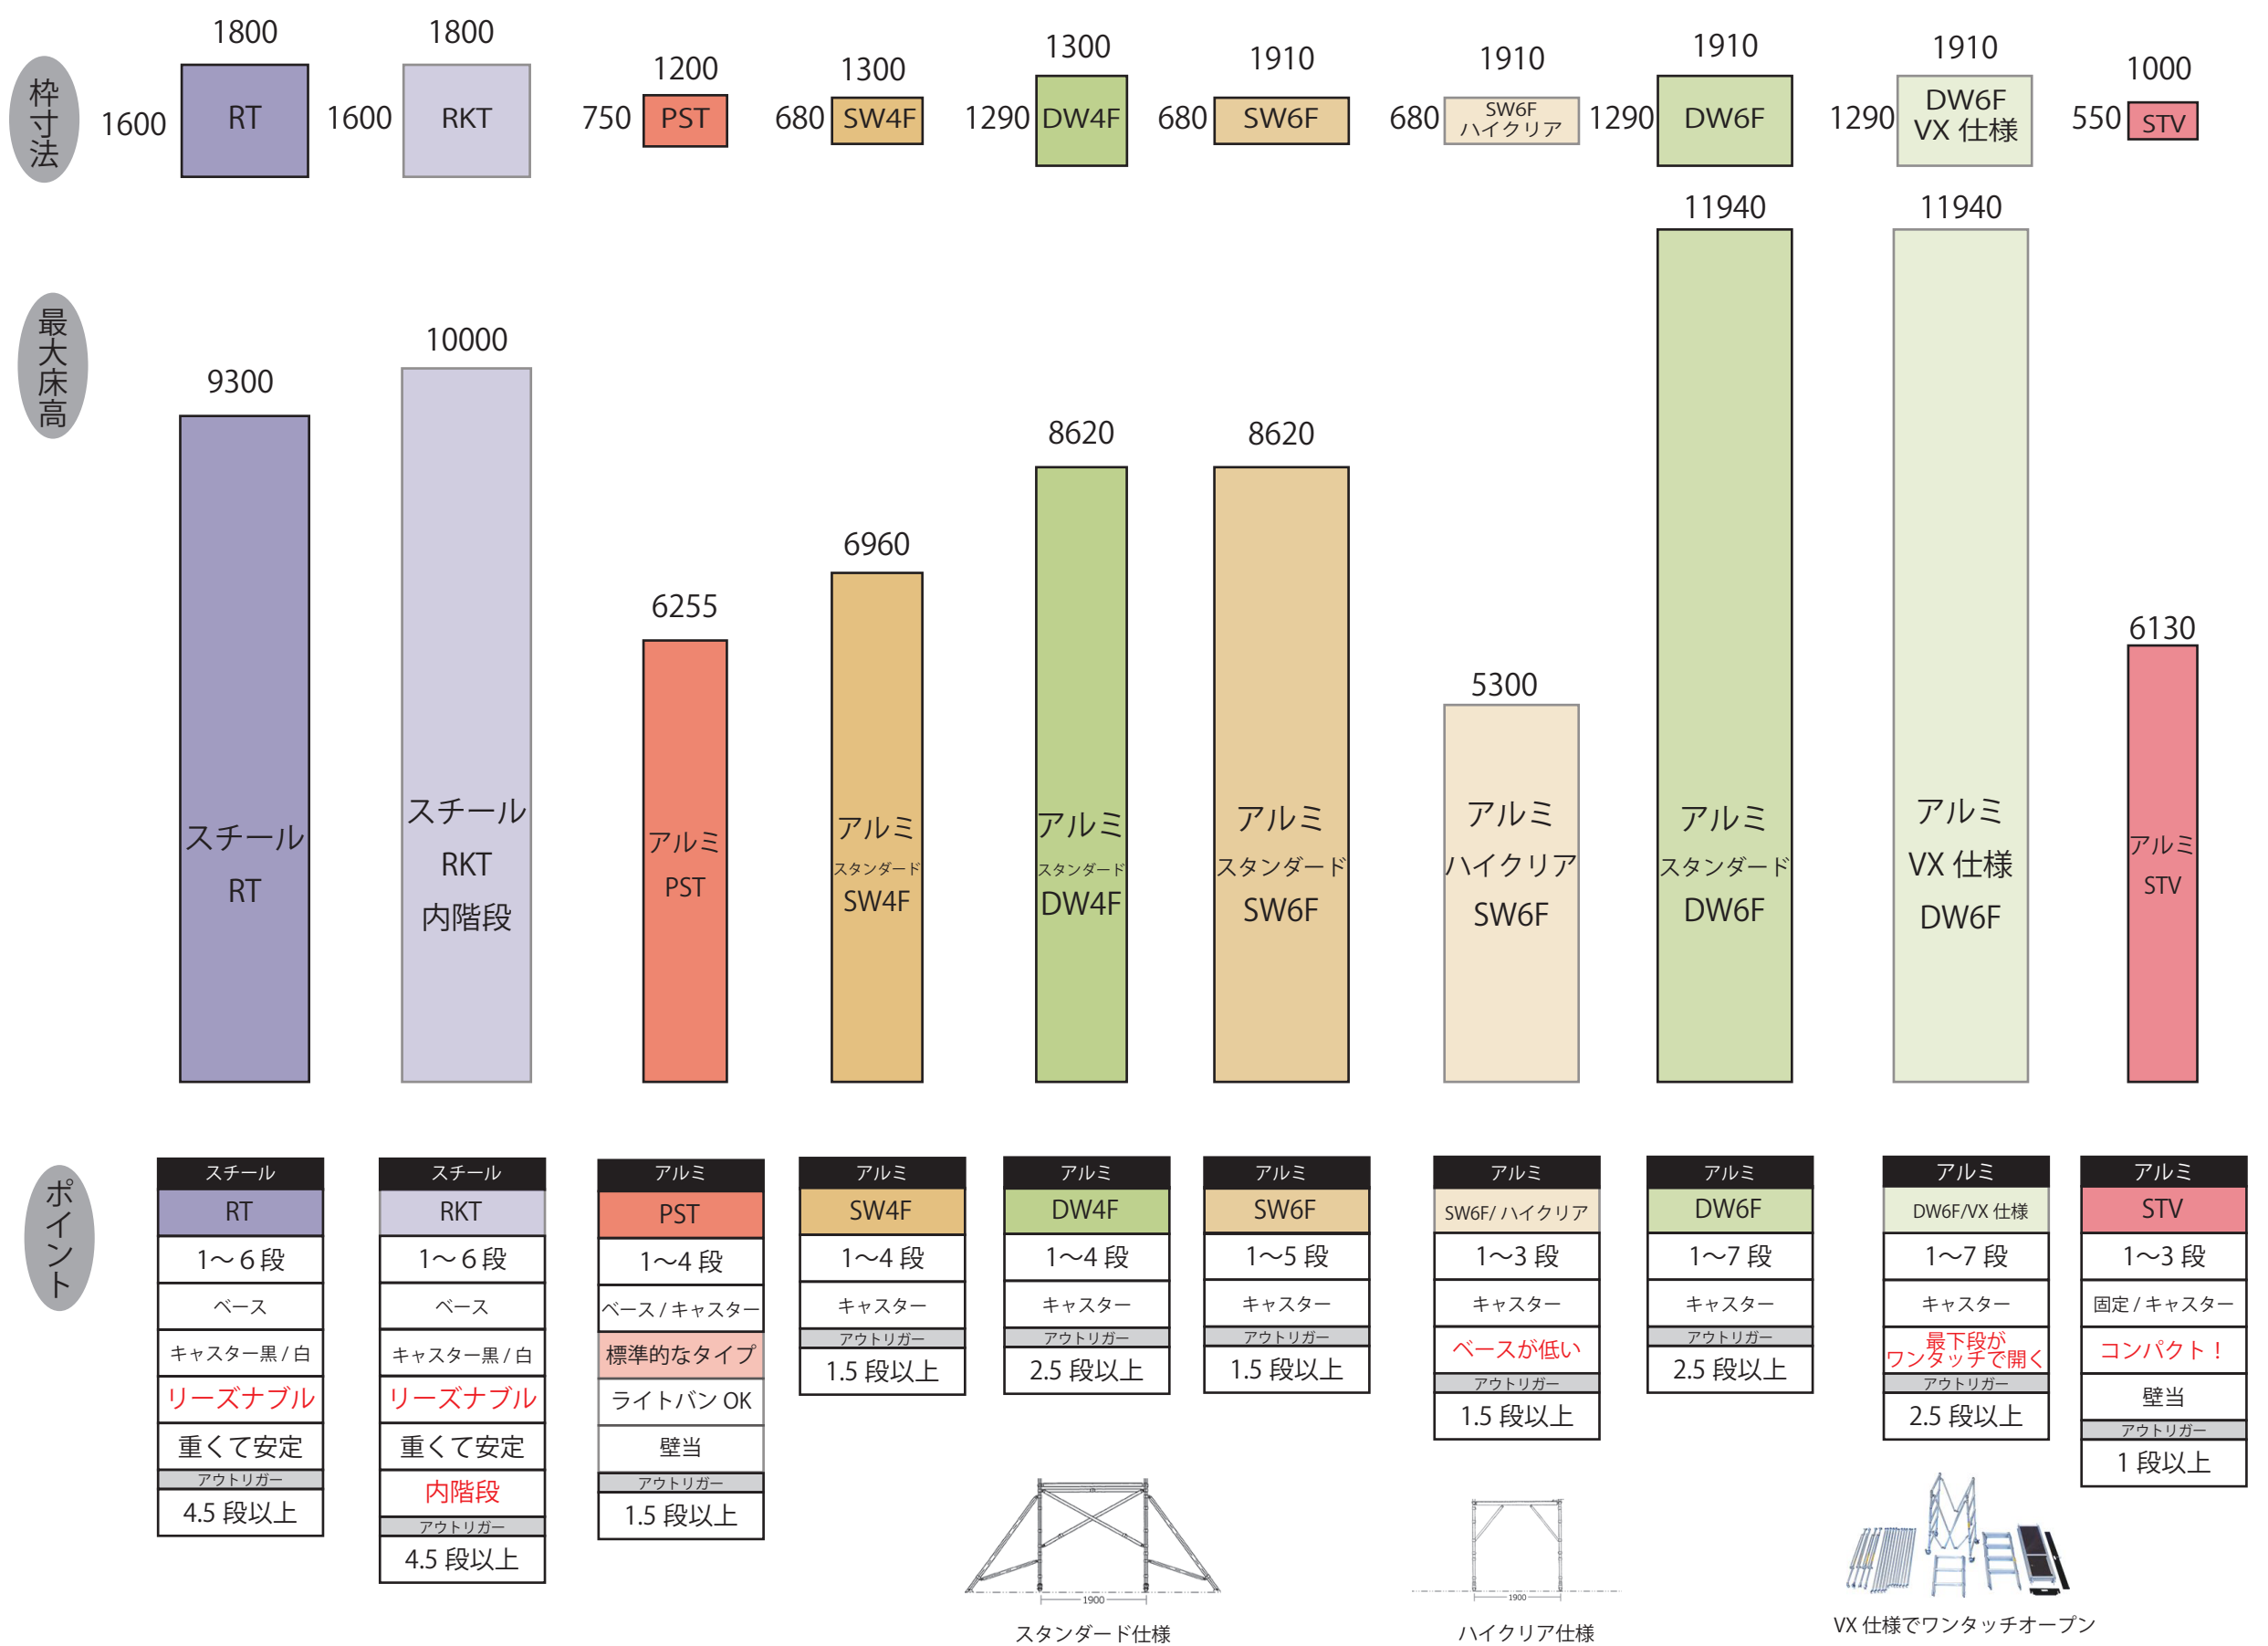 枠寸法
1800
1600
RT
1800
1600
RKT
1200
750
PST
1300
680
SW4F
1300
1290
DW4F
1910
680
SW6F
1910
680
SW6F
ハイクリア
1910
1290
DW6F
1910
1290
DW6F
VX 仕様
1000
550
STV
最大床高
9300
スチール
RT
10000
スチール
RKT
内階段
6255
アルミ
PST
6960
アルミ
スタンダード
SW4F
8620
アルミ
スタンダード
DW4F
8620
アルミ
スタンダード
SW6F
5300
アルミ
ハイクリア
SW6F
11940
アルミ
スタンダード
DW6F
11940
アルミ
VX 仕様
DW6F
6130
アルミ
STV
ポイント
スチール
RT
1〜6 段
ベース
キャスター黒 / 白
リーズナブル
重くて安定
アウトリガー
4.5 段以上
スチール
RKT
1〜6 段
ベース
キャスター黒 / 白
リーズナブル
重くて安定
内階段
アウトリガー
4.5 段以上
アルミ
PST
1〜4 段
ベース / キャスター
標準的なタイプ
ライトバン OK
壁当
アウトリガー
1.5 段以上
アルミ
SW4F
1〜4 段
キャスター
アウトリガー
1.5 段以上
アルミ
DW4F
1〜4 段
キャスター
アウトリガー
2.5 段以上
アルミ
SW6F
1〜5 段
キャスター
アウトリガー
1.5 段以上
アルミ
SW6F/ ハイクリア
1〜3 段
キャスター
ベースが低い
アウトリガー
1.5 段以上
アルミ
DW6F
1〜7 段
キャスター
アウトリガー
2.5 段以上
アルミ
DW6F/VX 仕様
1〜7 段
キャスター
最下段が
ワンタッチで開く
アウトリガー
2.5 段以上
アルミ
STV
1〜3 段
固定 / キャスター
コンパクト！
壁当
アウトリガー
1 段以上
1900
スタンダード仕様
1900
ハイクリア仕様
VX 仕様でワンタッチオープン